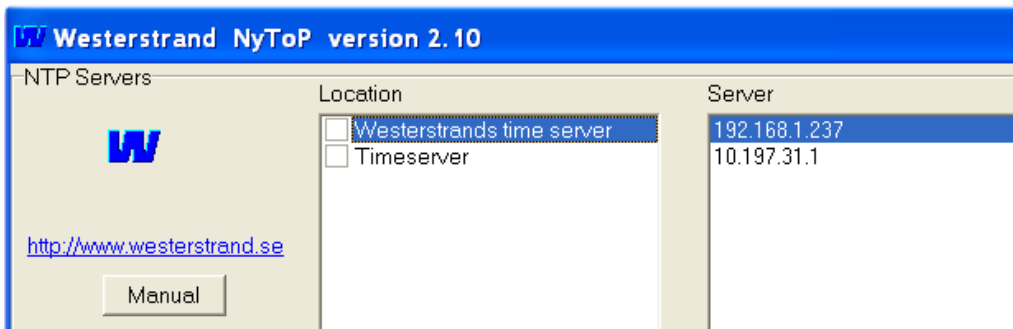 W Westerstrand NyToP version 2.10
NTP Servers
Location
Server
Westerstrands time server
192.168.1.237
Timeserver
10.197.31.1
W
http://www.westerstrand.se
Manual